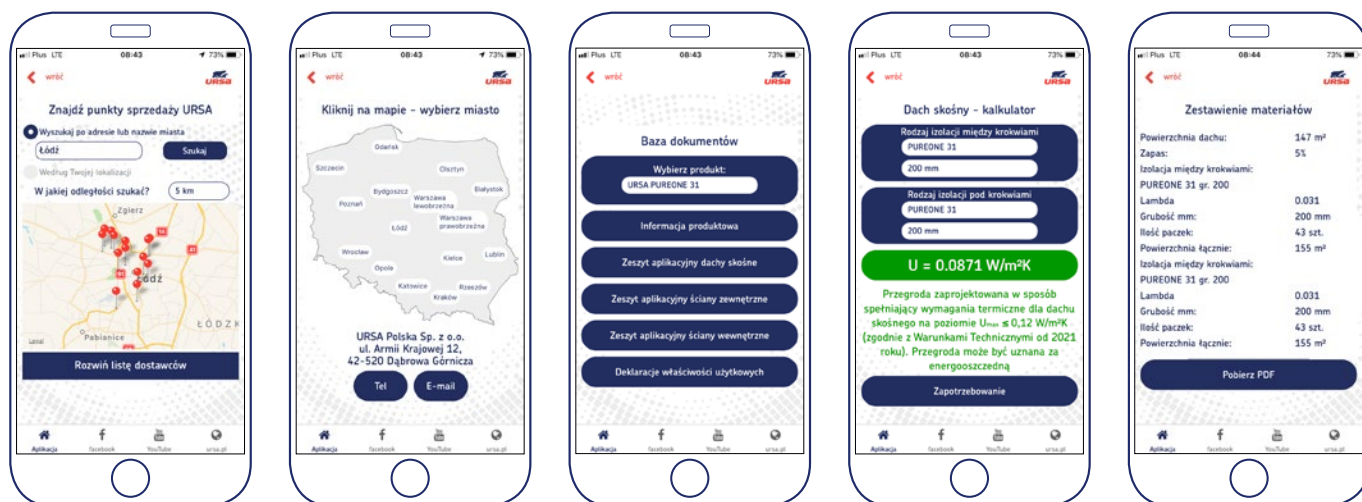 Plus LTE 08:43 73%
wróć
URSA
Znajdź punkty sprzedaży URSA
Wyszukaj po adresie lub nazwie miasta
Łódź
Szukaj
Według Twojej lokalizacji
W jakiej odległości szukać?
5 km
Zgierz
Łódź
ŁÓDZK
Pabianice
Legal
Rozwiń listę dostawców
Aplikacja facebook YouTube ursa.pl
Plus LTE 08:43 73%
wróć
URSA
Kliknij na mapie - wybierz miasto
Gdeńsk
Szczecin
Olsztyn
Bydgoszcz
Białystok
Poznań
Warszawa
lewobrzeżna
Warszawa
prawobrzeżna
Łódź
Wrocław
Kielce
Lublin
Opole
Katowice
Rzeszów
Kraków
URSA Polska Sp. z o.o.
ul. Armii Krajowej 12,
42-520 Dąbrowa Górnicza
Tel
E-mail
Aplikacja facebook YouTube ursa.pl
Plus LTE 08:43 73%
wróć
URSA
Baza dokumentów
Wybierz produkt:
URSA PUREONE 31
Informacja produktowa
Zeszyt aplikacyjny dachy skośne
Zeszyt aplikacyjny ściany zewnętrzne
Zeszyt aplikacyjny ściany wewnętrzne
Deklaracje właściwości użytkowych
Aplikacja facebook YouTube ursa.pl
Plus LTE 08:43 73%
wróć
URSA
Dach skośny - kalkulator
Rodzaj izolacji między krokwiami
PUREONE 31
200 mm
Rodzaj izolacji pod krokwiami
PUREONE 31
200 mm
U = 0.0871 W/m²K
Przegroda zaprojektowana w sposób
spełniający wymagania termiczne dla dachu
skośnego na poziomie Uₘₐₓ ≤ 0,12 W/m²K
(zgodnie z Warunkami Technicznymi od 2021
roku). Przegroda może być uznana za
energooszczedną
Zapotrzebowanie
Aplikacja facebook YouTube ursa.pl
Plus LTE 08:44 73%
wróć
URSA
Zestawienie materiałów
Powierzchnia dachu: 147 m²
Zapas: 5%
Izolacja między krokwiami:
PUREONE 31 gr. 200
Lambda 0.031
Grubość mm: 200 mm
Ilość paczek: 43 szt.
Powierzchnia łącznie: 155 m²
Izolacja między krokwiami:
PUREONE 31 gr. 200
Lambda 0.031
Grubość mm: 200 mm
Ilość paczek: 43 szt.
Powierzchnie łącznie: 155 m²
Pobierz PDF
Aplikacja facebook YouTube ursa.pl